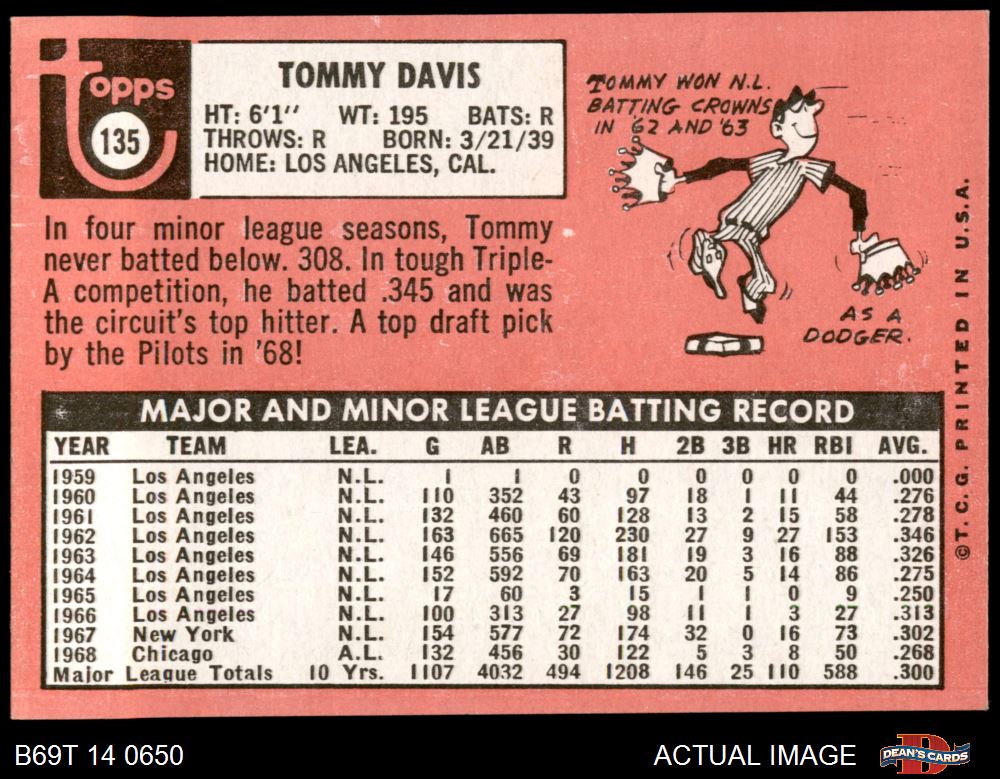 Topps
135
TOMMY DAVIS
HT: 6'1" WT: 195 BATS: R
THROWS: R BORN: 3/21/39
HOME: LOS ANGELES, CAL.
TOMMY WON N.L.
BATTING CROWNS
IN '62 AND '63
AS A
DODGER.
In four minor league seasons, Tommy
never batted below. 308. In tough Triple-
A competition, he batted .345 and was
the circuit's top hitter. A top draft pick
by the Pilots in '68!
MAJOR AND MINOR LEAGUE BATTING RECORD
YEAR TEAM LEA. G AB R H 2B 3B HR RBI AVG.
1959 Los Angeles N.L. 1 1 0 0 0 0 0 0 .000
1960 Los Angeles N.L. 110 352 43 97 18 1 11 44 .276
1961 Los Angeles N.L. 132 460 60 128 13 2 15 58 .278
1962 Los Angeles N.L. 163 665 120 230 27 9 27 153 .346
1963 Los Angeles N.L. 146 556 69 181 19 3 16 88 .326
1964 Los Angeles N.L. 152 592 70 163 20 5 14 86 .275
1965 Los Angeles N.L. 17 60 3 15 1 1 0 9 .250
1966 Los Angeles N.L. 100 313 27 98 11 1 3 27 .313
1967 New York N.L. 154 577 72 174 32 0 16 73 .302
1968 Chicago A.L. 132 456 30 122 5 3 8 50 .268
Major League Totals 10 Yrs. 1107 4032 494 1208 146 25 110 588 .300
©T.C.G. PRINTED IN U.S.A.
B69T 14 0650
ACTUAL IMAGE
DEAN'S CARDS